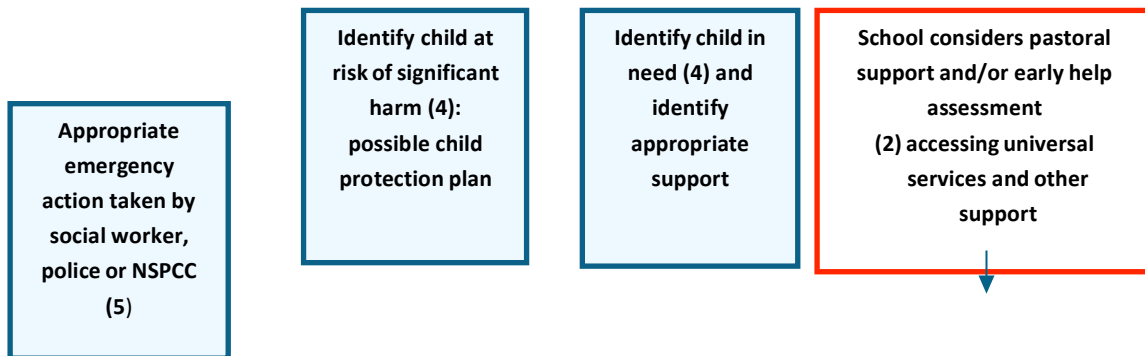 Appropriate
emergency
action taken by
social worker,
police or NSPCC
(5)
Identify child at
risk of significant
harm (4):
possible child
protection plan
Identify child in
need (4) and
identify
appropriate
support
School considers pastoral
support and/or early help
assessment
(2) accessing universal
services and other
support